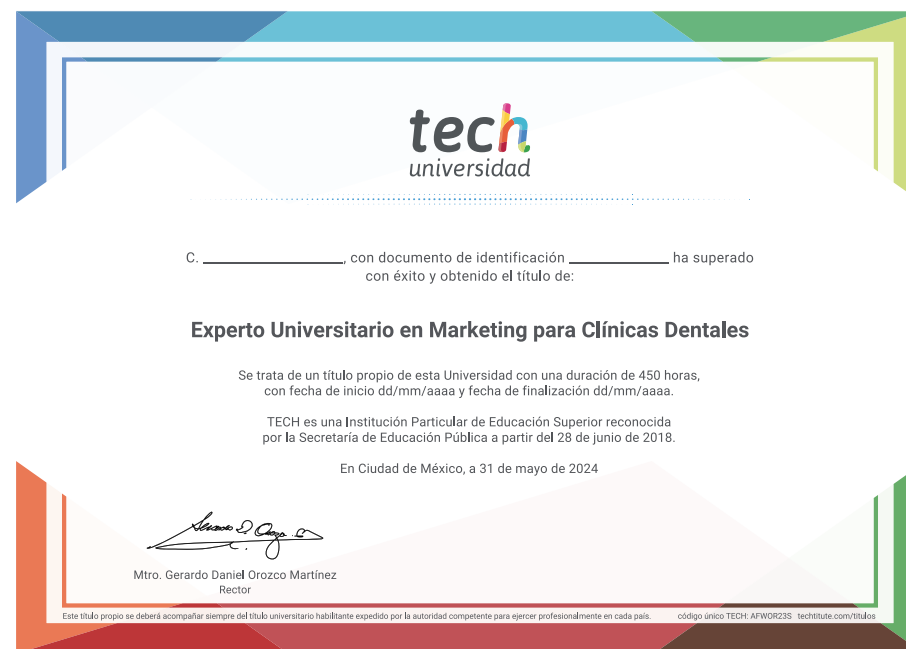 tech
universidad
C. ____________________, con documento de identificación ______________ ha superado
con éxito y obtenido el título de:
Experto Universitario en Marketing para Clínicas Dentales
Se trata de un título propio de esta Universidad con una duración de 450 horas,
con fecha de inicio dd/mm/aaaa y fecha de finalización dd/mm/aaaa.
TECH es una Institución Particular de Educación Superior reconocida
por la Secretaría de Educación Pública a partir del 28 de junio de 2018.
En Ciudad de México, a 31 de mayo de 2024
Mtro. Gerardo Daniel Orozco Martínez
Rector
Este título propio se deberá acompañar siempre del título universitario habilitante expedido por la autoridad competente para ejercer profesionalmente en cada país. código único TECH: AFWOR23S techtitute.com/titulos